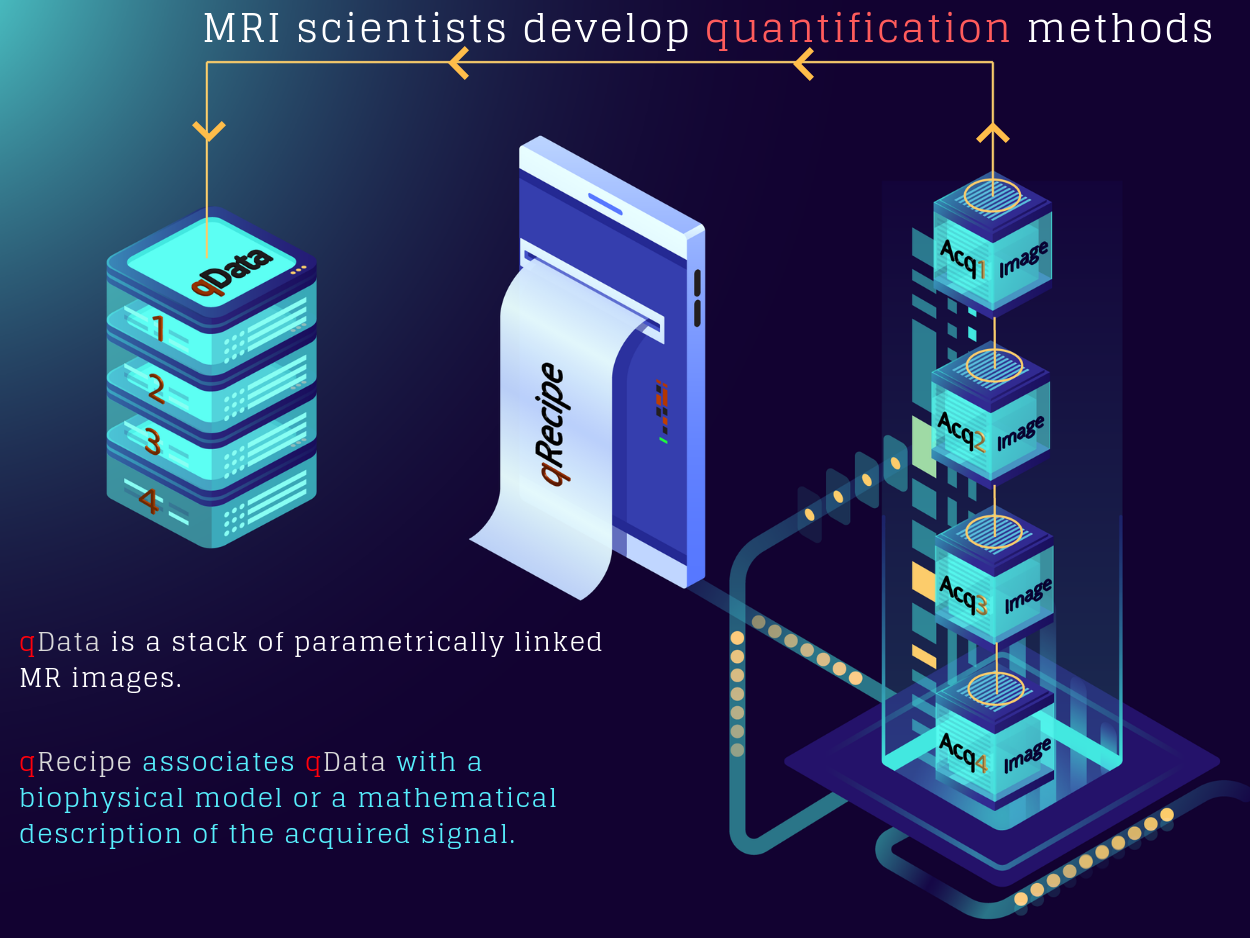 MRI scientists develop quantification methods
qData
1
2
3
4
qRecipe
Acq1 Image
Acq2 Image
Acq3 Image
Acq4 Image
qData is a stack of parametrically linked
MR images.
qRecipe associates qData with a
biophysical model or a mathematical
description of the acquired signal.